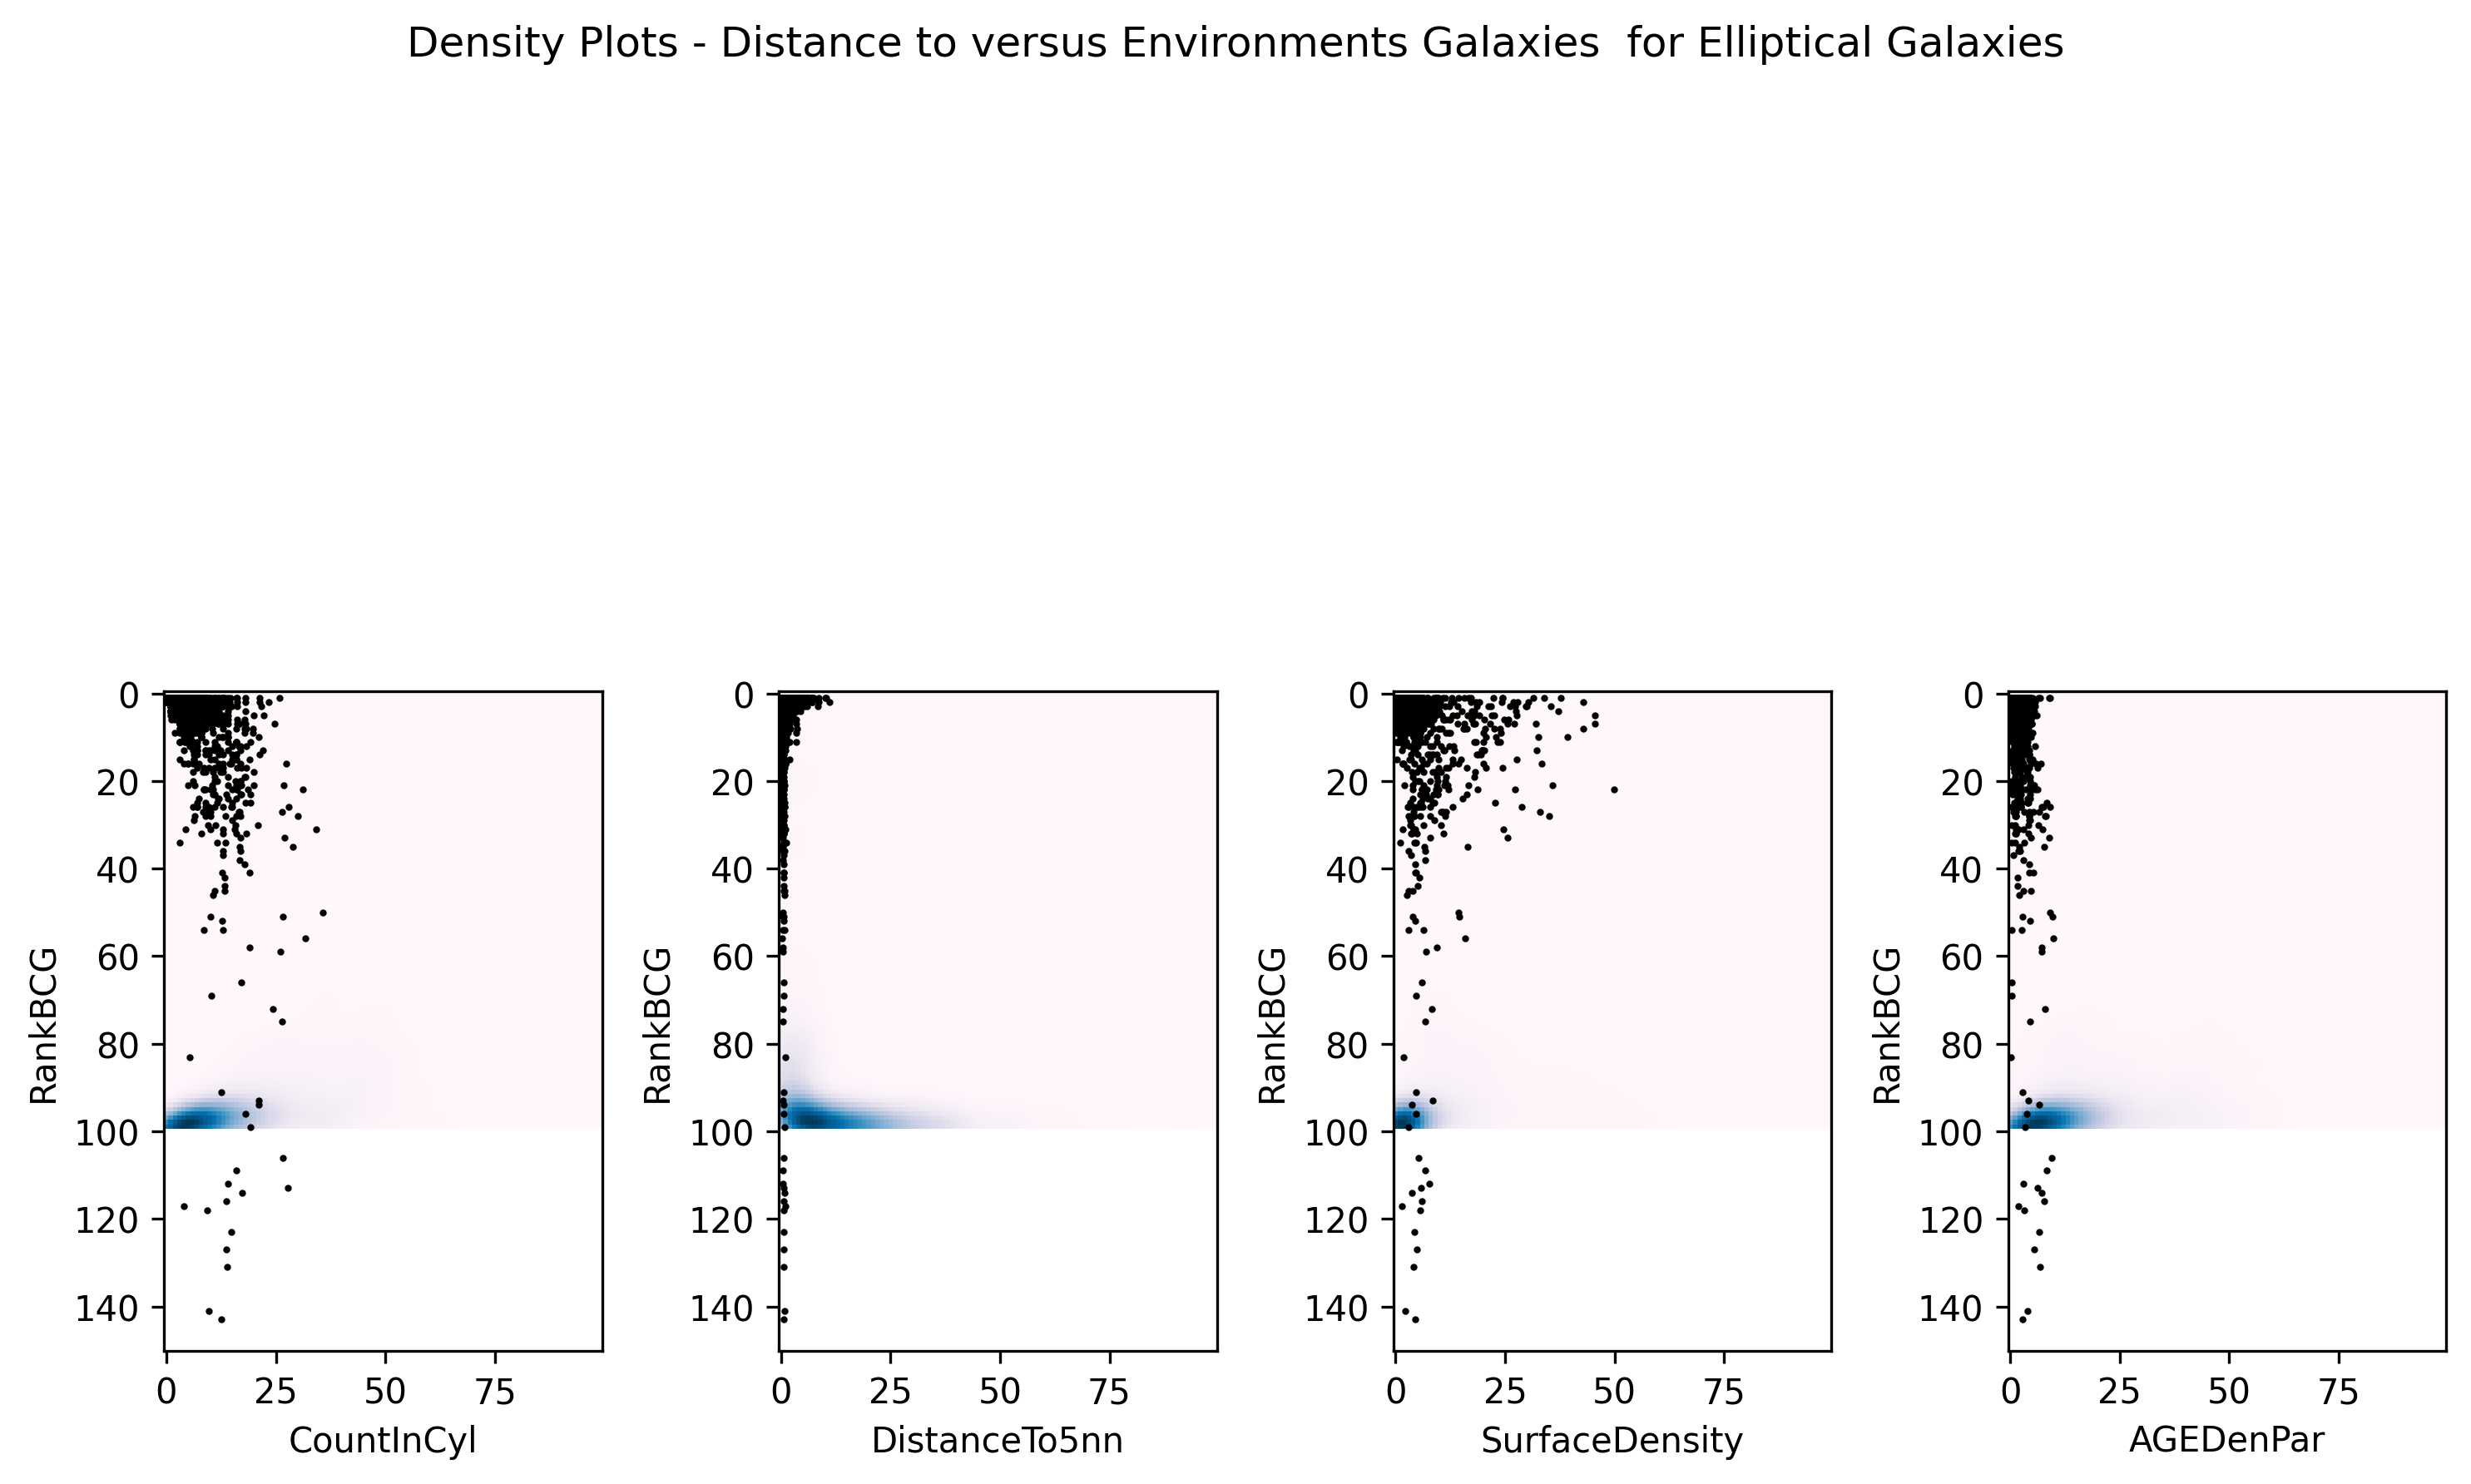 Density Plots - Distance to versus Environments Galaxies  for Elliptical Galaxies
0 20 40 60 80 100 120 140
RankBCG
0 25 50 75
CountInCyl
0 20 40 60 80 100 120 140
RankBCG
0 25 50 75
DistanceTo5nn
0 20 40 60 80 100 120 140
RankBCG
0 25 50 75
SurfaceDensity
0 20 40 60 80 100 120 140
RankBCG
0 25 50 75
AGEDenPar